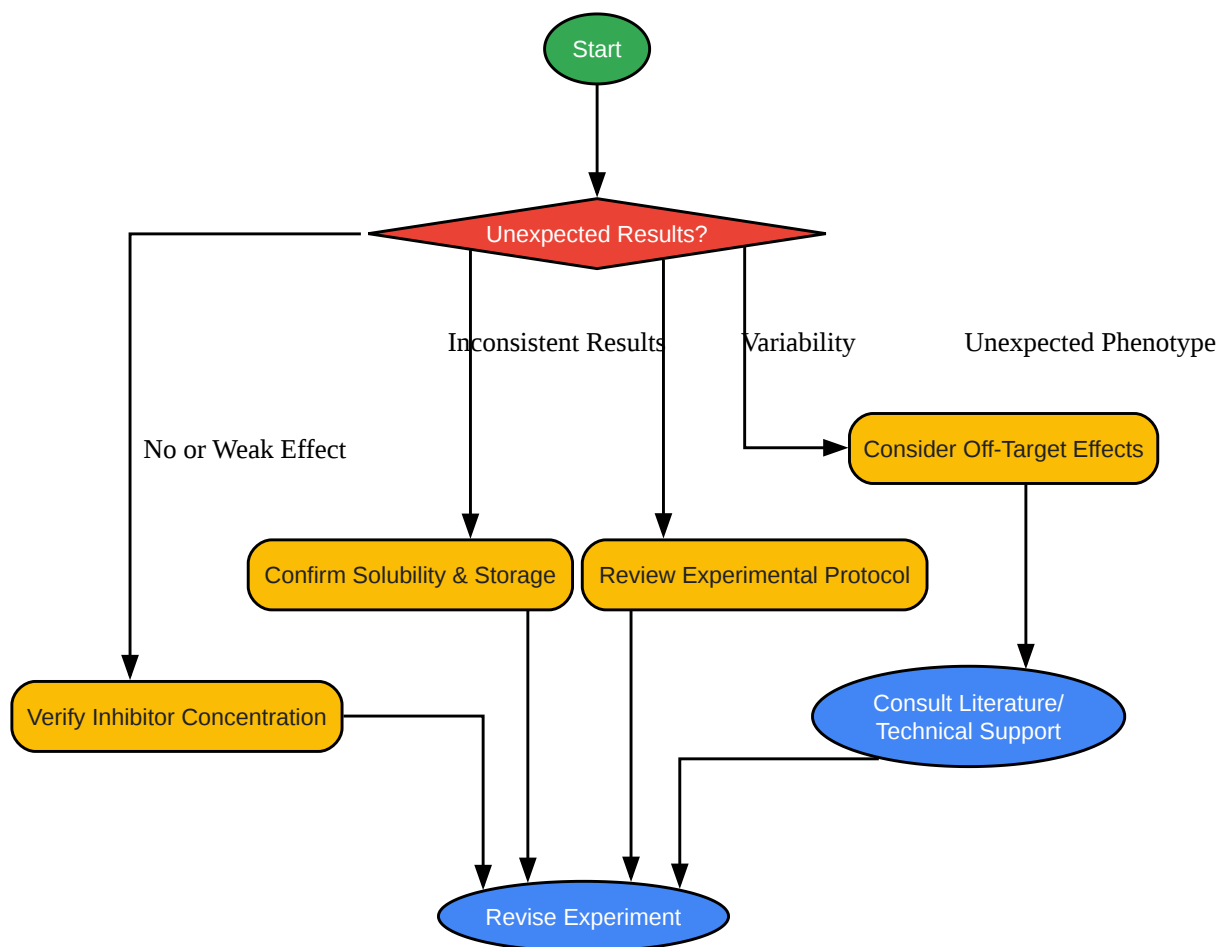 Start
Unexpected Results?
Inconsistent Results
Variability
Unexpected Phenotype
No or Weak Effect
Consider Off-Target Effects
Confirm Solubility & Storage
Review Experimental Protocol
Verify Inhibitor Concentration
Consult Literature/
Technical Support
Revise Experiment